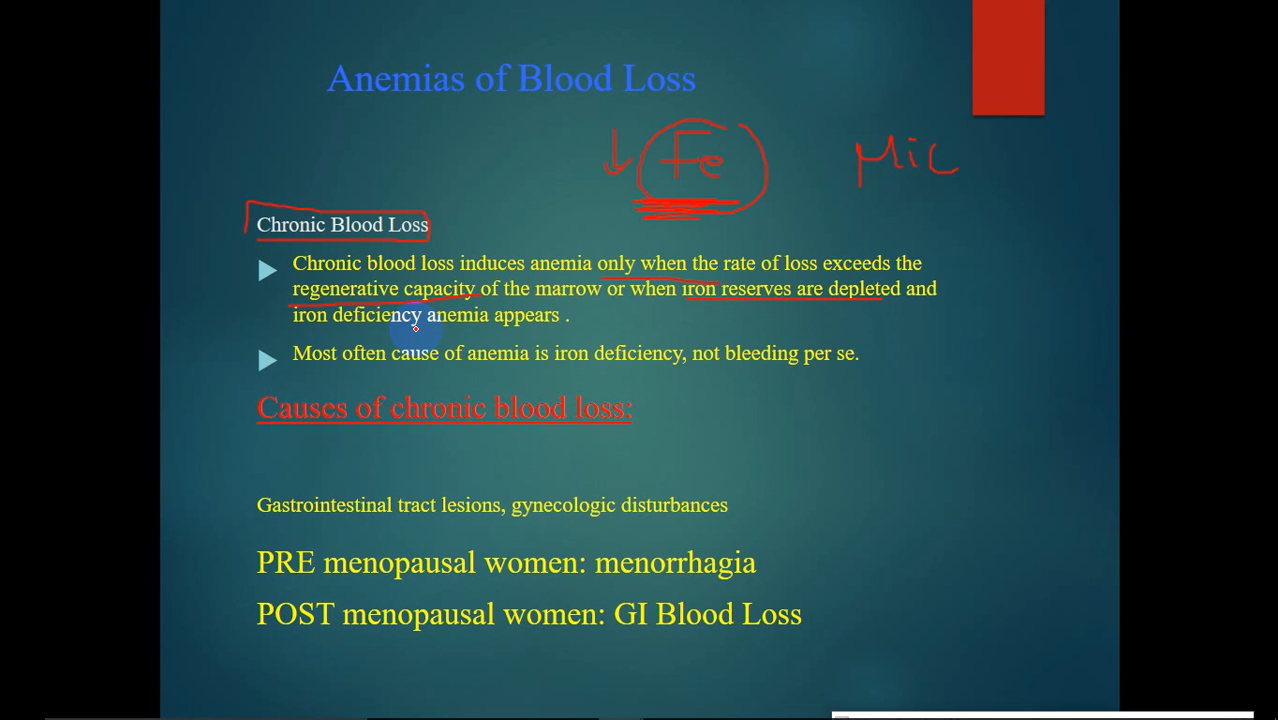 Anemias of Blood Loss
↓ Fe Mic
Chronic Blood Loss
Chronic blood loss induces anemia only when the rate of loss exceeds the
regenerative capacity of the marrow or when iron reserves are depleted and
iron deficiency anemia appears .
Most often cause of anemia is iron deficiency, not bleeding per se.
Causes of chronic blood loss:
Gastrointestinal tract lesions, gynecologic disturbances
PRE menopausal women: menorrhagia
POST menopausal women: GI Blood Loss